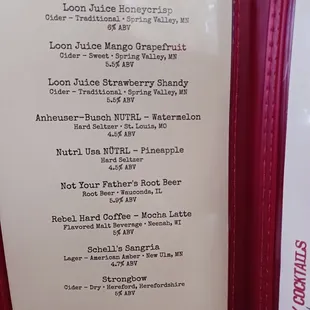 Loon Juice Honeycrisp
Cider - Traditional · Spring Valley, MN
6% ABV
Loon Juice Mango Grapefruit
Cider - Sweet · Spring Valley, MN
5.5% ABV
Loon Juice Strawberry Shandy
Cider - Traditional · Spring Valley, MN
5.5% ABV
Anheuser-Busch NUTRL - Watermelon
Hard Seltzer · St. Louis, MO
4.5% ABV
Nutrl Usa NÜTRL - Pineapple
Hard Seltzer
4.5% ABV
Not Your Father's Root Beer
Root Beer · Wauconda, IL
5.9% ABV
Rebel Hard Coffee - Mocha Latte
Flavored Malt Beverage · Neenah, WI
5% ABV
Schell's Sangria
Lager - American Amber · New Ulm, MN
4.7% ABV
Strongbow
Cider - Dry · Hereford, Herefordshire
5% ABV
COCKTAILS